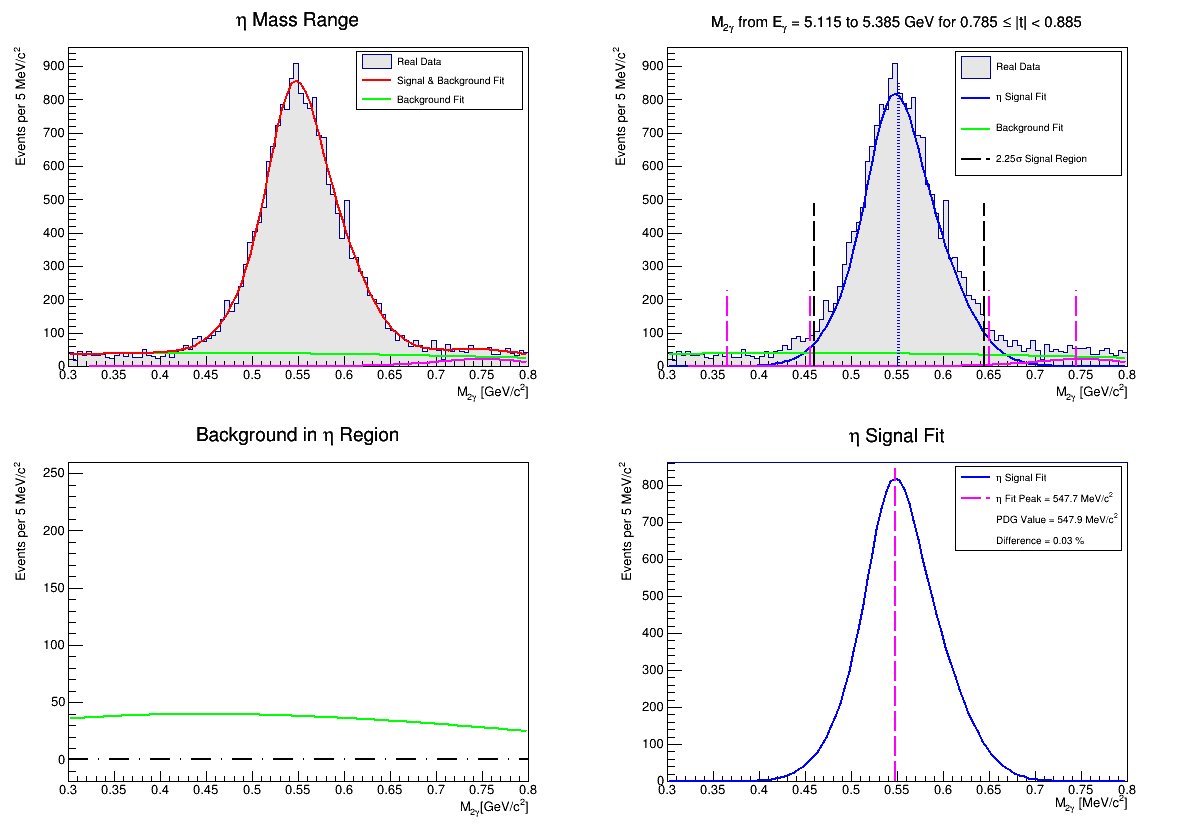 η Mass Range
Events per 5 MeV/c²
900
800
700
600
500
400
300
200
100
0
0.3 0.35 0.4 0.45 0.5 0.55 0.6 0.65 0.7 0.75 0.8
M₂γ [GeV/c²]
Real Data
Signal & Background Fit
Background Fit
M₂γ from Eγ = 5.115 to 5.385 GeV for 0.785 ≤ |t| < 0.885
Events per 5 MeV/c²
900
800
700
600
500
400
300
200
100
0
0.3 0.35 0.4 0.45 0.5 0.55 0.6 0.65 0.7 0.75 0.8
M₂γ [GeV/c²]
Real Data
η Signal Fit
Background Fit
2.25σ Signal Region
Background in η Region
Events per 5 MeV/c²
250
200
150
100
50
0
0.3 0.35 0.4 0.45 0.5 0.55 0.6 0.65 0.7 0.75 0.8
M₂γ[GeV/c²]
η Signal Fit
Events per 5 MeV/c²
800
700
600
500
400
300
200
100
0
0.3 0.35 0.4 0.45 0.5 0.55 0.6 0.65 0.7 0.75 0.8
M₂γ [MeV/c²]
η Signal Fit
η Fit Peak = 547.7 MeV/c²
PDG Value = 547.9 MeV/c²
Difference = 0.03 %